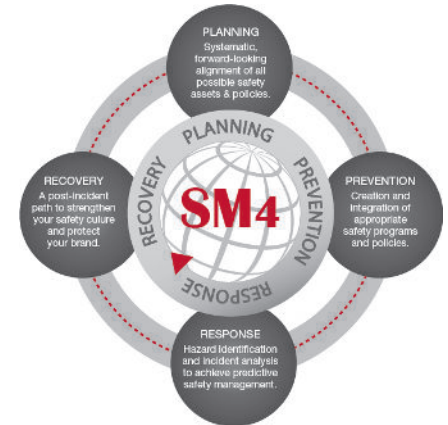 PLANNING
Systematic,
forward-looking
alignment of all
possible safety
assets & policies.
RECOVERY
A post-incident
path to strengthen
your safety culure
and protect
your brand.
PLANNING
PREVENTION
RESPONSE
RECOVERY
SM4
PREVENTION
Creation and
integration of
appropriate
safety programs
and policies.
RESPONSE
Hazard identification
and incident analysis
to achieve predictive
safety management.